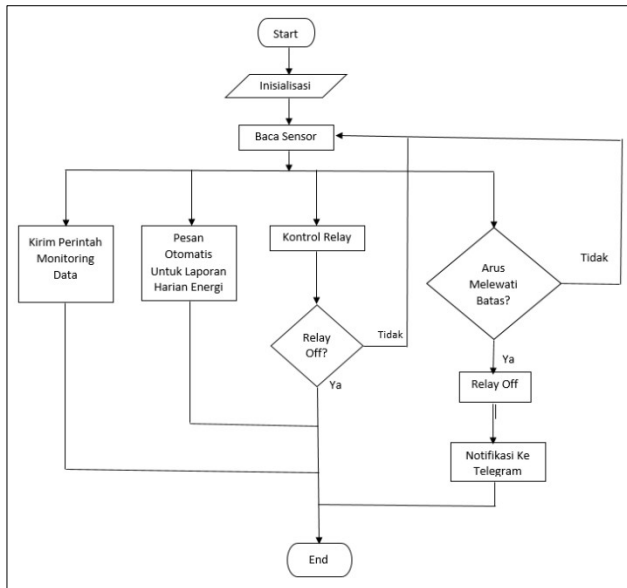 Start
Inisialisasi
Baca Sensor
Kirim Perintah
Monitoring
Data
Pesan
Otomatis
Untuk Laporan
Harian Energi
Kontrol Relay
Arus
Melewati
Batas?
Tidak
Relay
Off?
Tidak
Ya
Ya
Relay Off
Notifikasi Ke
Telegram
End